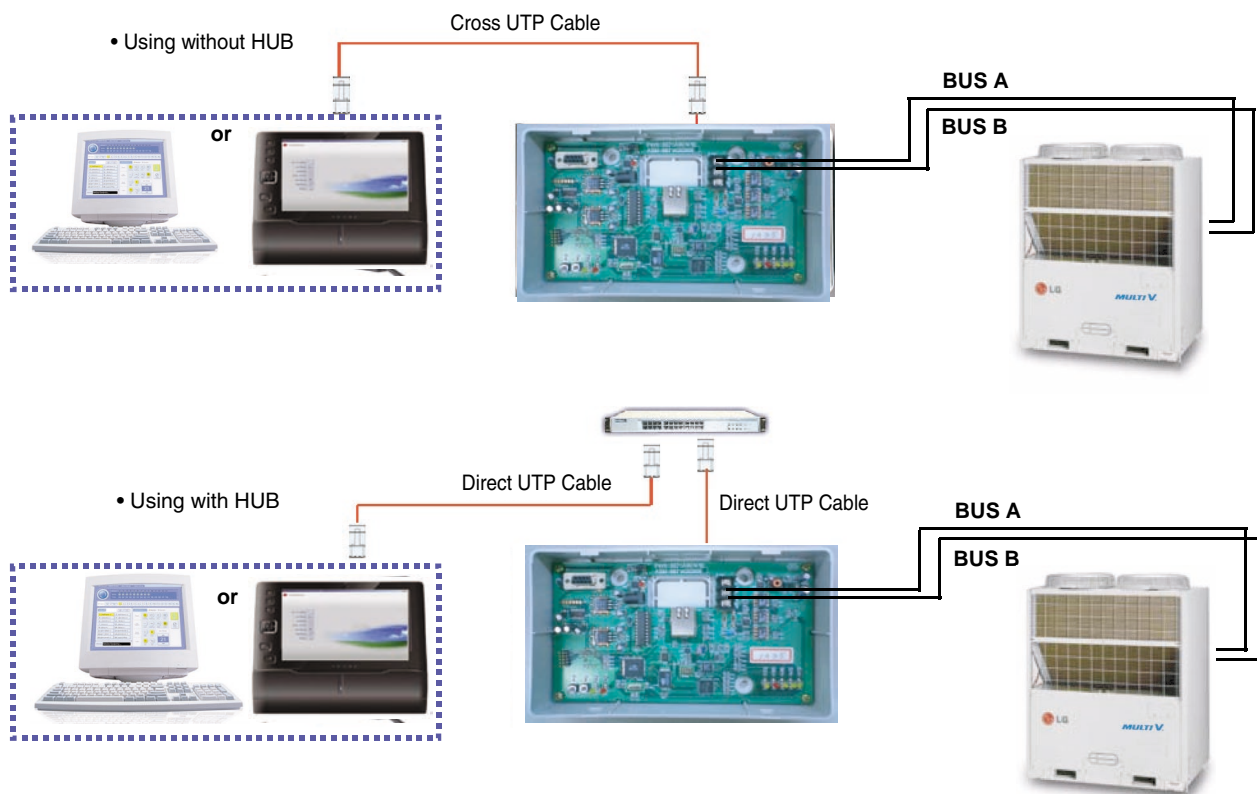 Cross UTP Cable
• Using without HUB
BUS A
or
BUS B
LG
MULTI V.
Direct UTP Cable
Direct UTP Cable
• Using with HUB
BUS A
BUS B
or
LG
MULTI V.